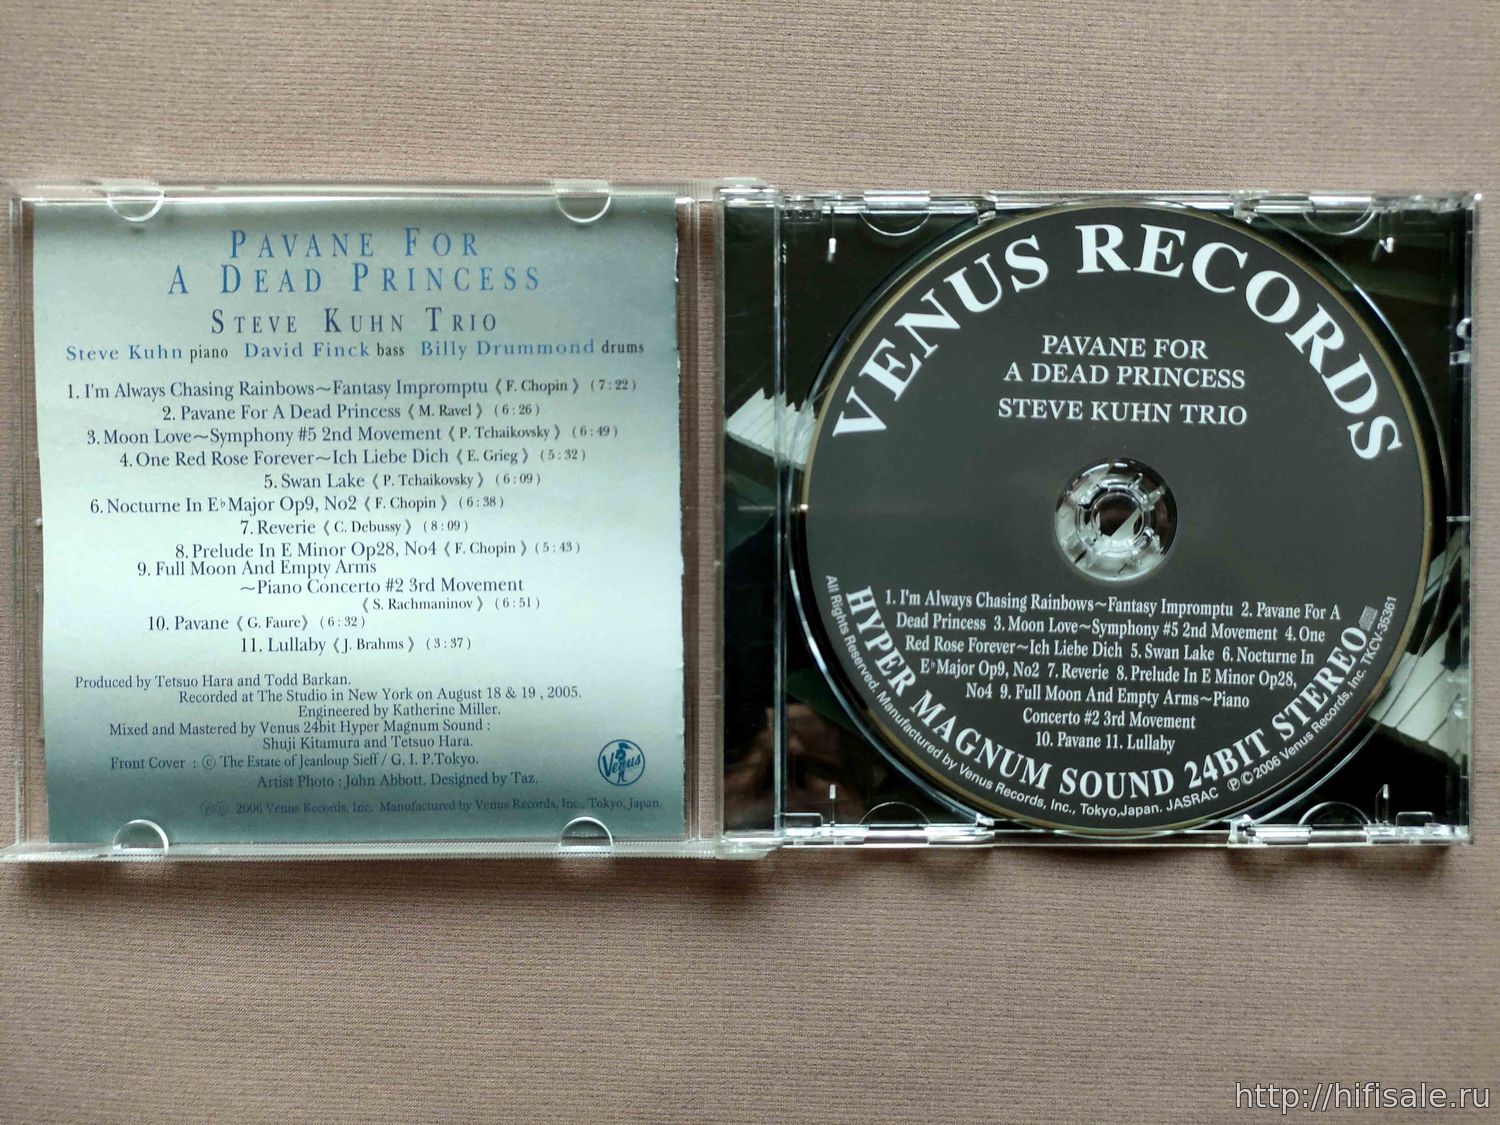 PAVANE FOR
A DEAD PRINCESS
STEVE KUHN TRIO
Steve Kuhn piano David Finck bass Billy Drummond drums
1. I'm Always Chasing Rainbows~Fantasy Impromptu《F. Chopin》(7:22)
2. Pavane For A Dead Princess《M. Ravel》(6:26)
3. Moon Love~Symphony #5 2nd Movement《P. Tchaikovsky》(6:49)
4. One Red Rose Forever~Ich Liebe Dich《E. Grieg》(5:32)
5. Swan Lake《P. Tchaikovsky》(6:09)
6. Nocturne In E♭Major Op9, No2《F. Chopin》(6:38)
7. Reverie《C. Debussy》(8:09)
8. Prelude In E Minor Op28, No4《F. Chopin》(5:43)
9. Full Moon And Empty Arms
~Piano Concerto #2 3rd Movement
《S. Rachmaninov》(6:51)
10. Pavane《G. Faure》(6:32)
11. Lullaby《J. Brahms》(3:37)
Produced by Tetsuo Hara and Todd Barkan.
Recorded at The Studio in New York on August 18 & 19, 2005.
Engineered by Katherine Miller.
Mixed and Mastered by Venus 24bit Hyper Magnum Sound :
Shuji Kitamura and Tetsuo Hara.
Front Cover : © The Estate of Jeanloup Sieff / G. I. P.Tokyo.
Artist Photo : John Abbott. Designed by Taz.
Venus
℗© 2006 Venus Records, Inc. Manufactured by Venus Records, Inc., Tokyo, Japan.
VENUS RECORDS
PAVANE FOR
A DEAD PRINCESS
STEVE KUHN TRIO
1. I'm Always Chasing Rainbows~Fantasy Impromptu 2. Pavane For A
Dead Princess 3. Moon Love~Symphony #5 2nd Movement 4. One
Red Rose Forever~Ich Liebe Dich 5. Swan Lake 6. Nocturne In
E♭Major Op9, No2 7. Reverie 8. Prelude In E Minor Op28,
No4 9. Full Moon And Empty Arms~Piano
Concerto #2 3rd Movement
10. Pavane 11. Lullaby
HYPER MAGNUM SOUND 24BIT STEREO
All Rights Reserved. Manufactured by Venus Records, Inc., Tokyo, Japan. JASRAC ℗©2006 Venus Records, Inc. TKCV-35361
http://hifisale.ru